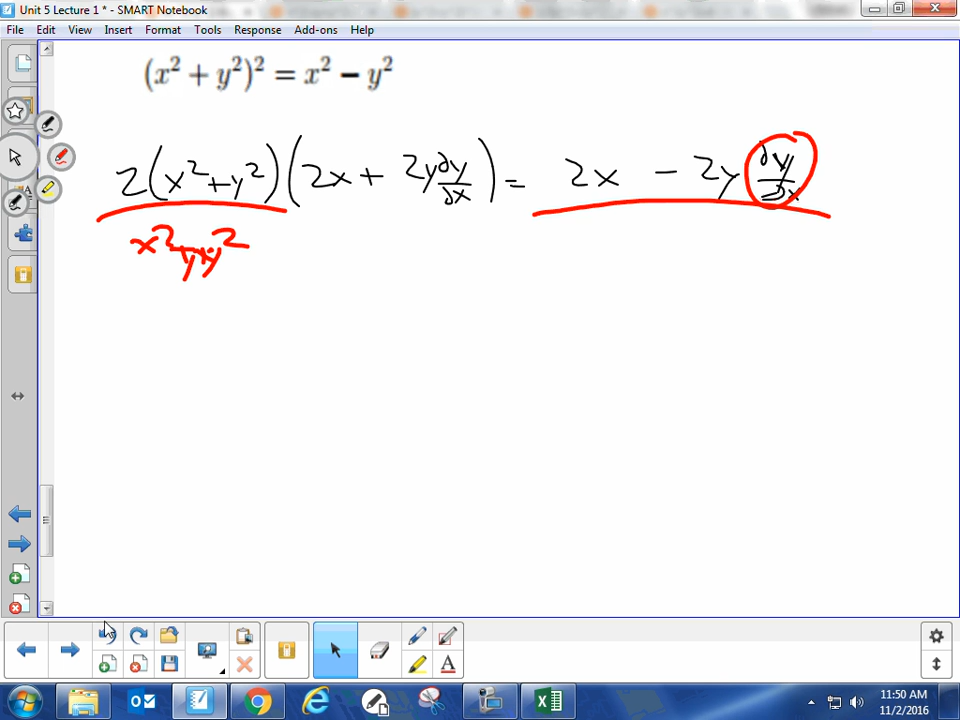 Unit 5 Lecture 1 * - SMART Notebook
File Edit View Insert Format Tools Response Add-ons Help
(x² + y²)² = x² − y²
2(x²+y²)(2x + 2y dy/dx) = 2x − 2y dy/dx
A
11:50 AM
11/2/2016